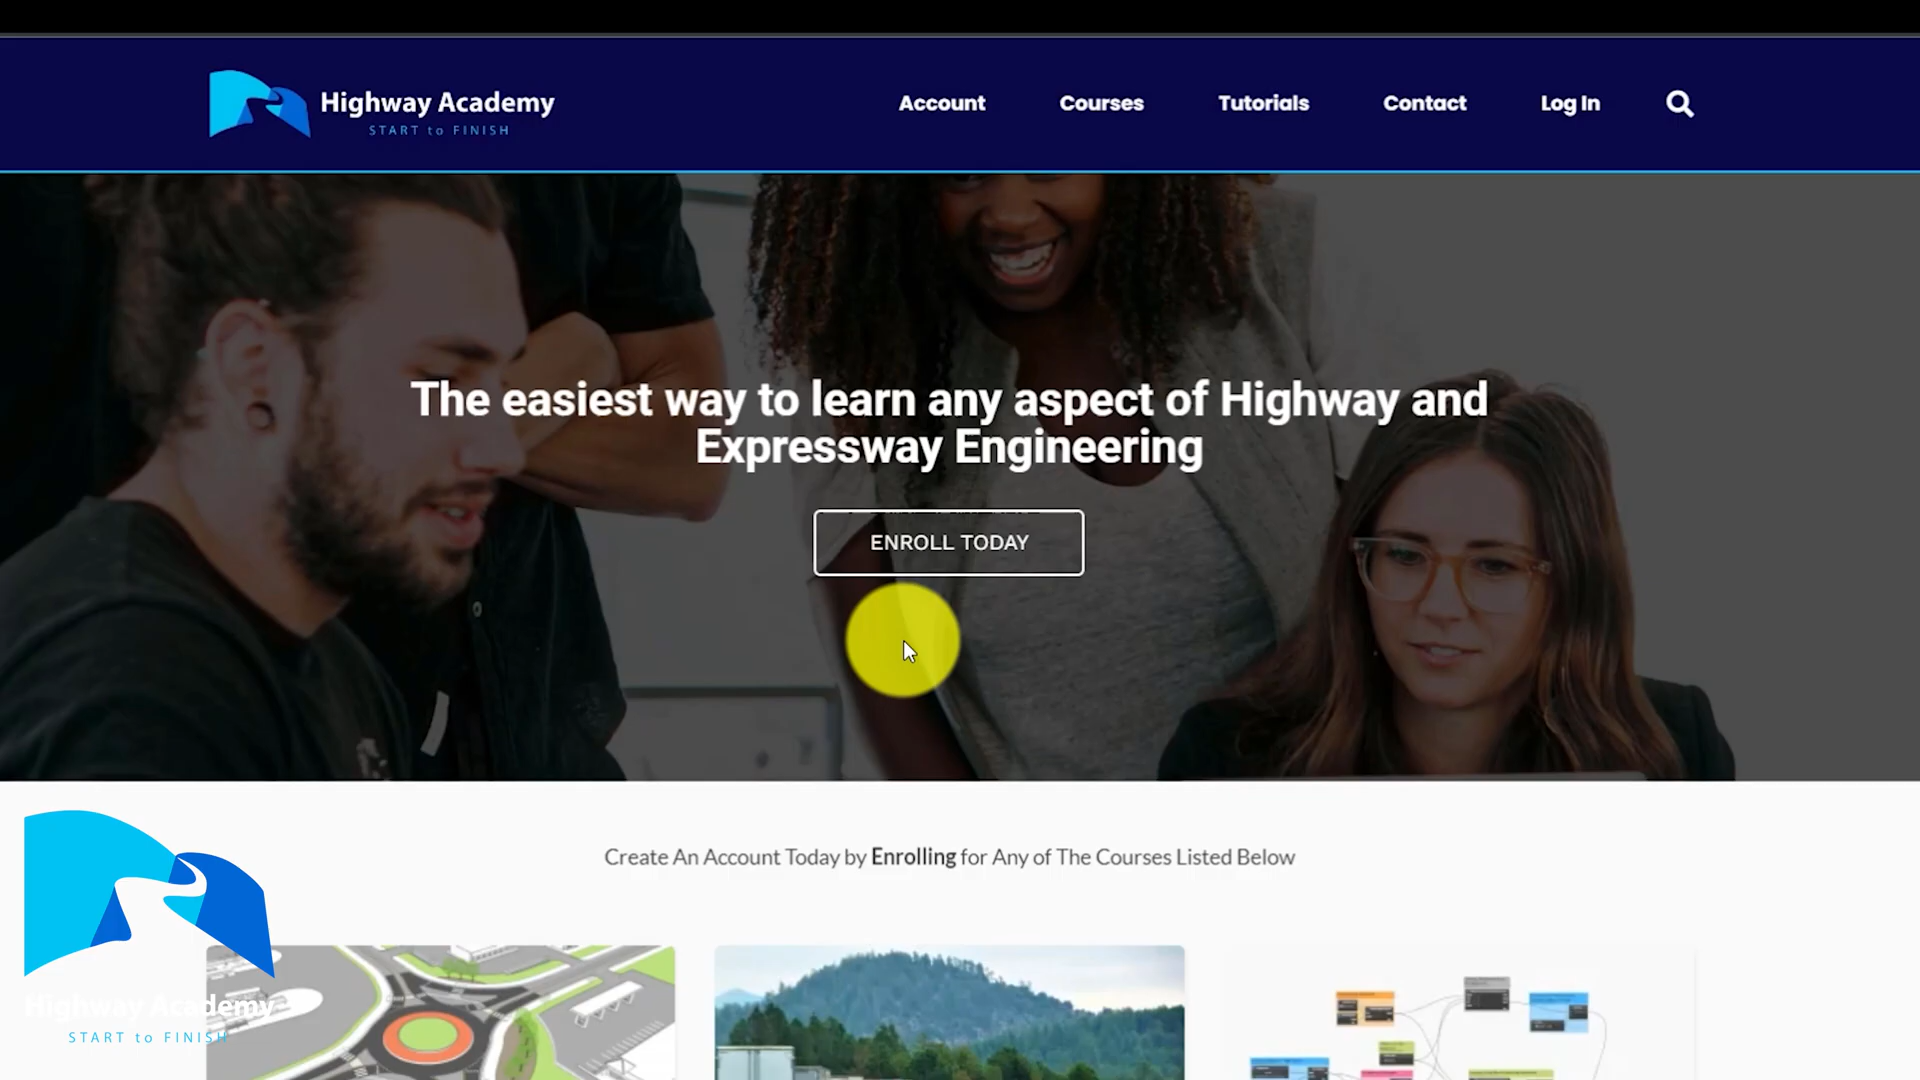 Highway Academy
START to FINISH
Account
Courses
Tutorials
Contact
Log In
The easiest way to learn any aspect of Highway and
Expressway Engineering
ENROLL TODAY
Create An Account Today by Enrolling for Any of The Courses Listed Below
Highway Academy
START to FINISH